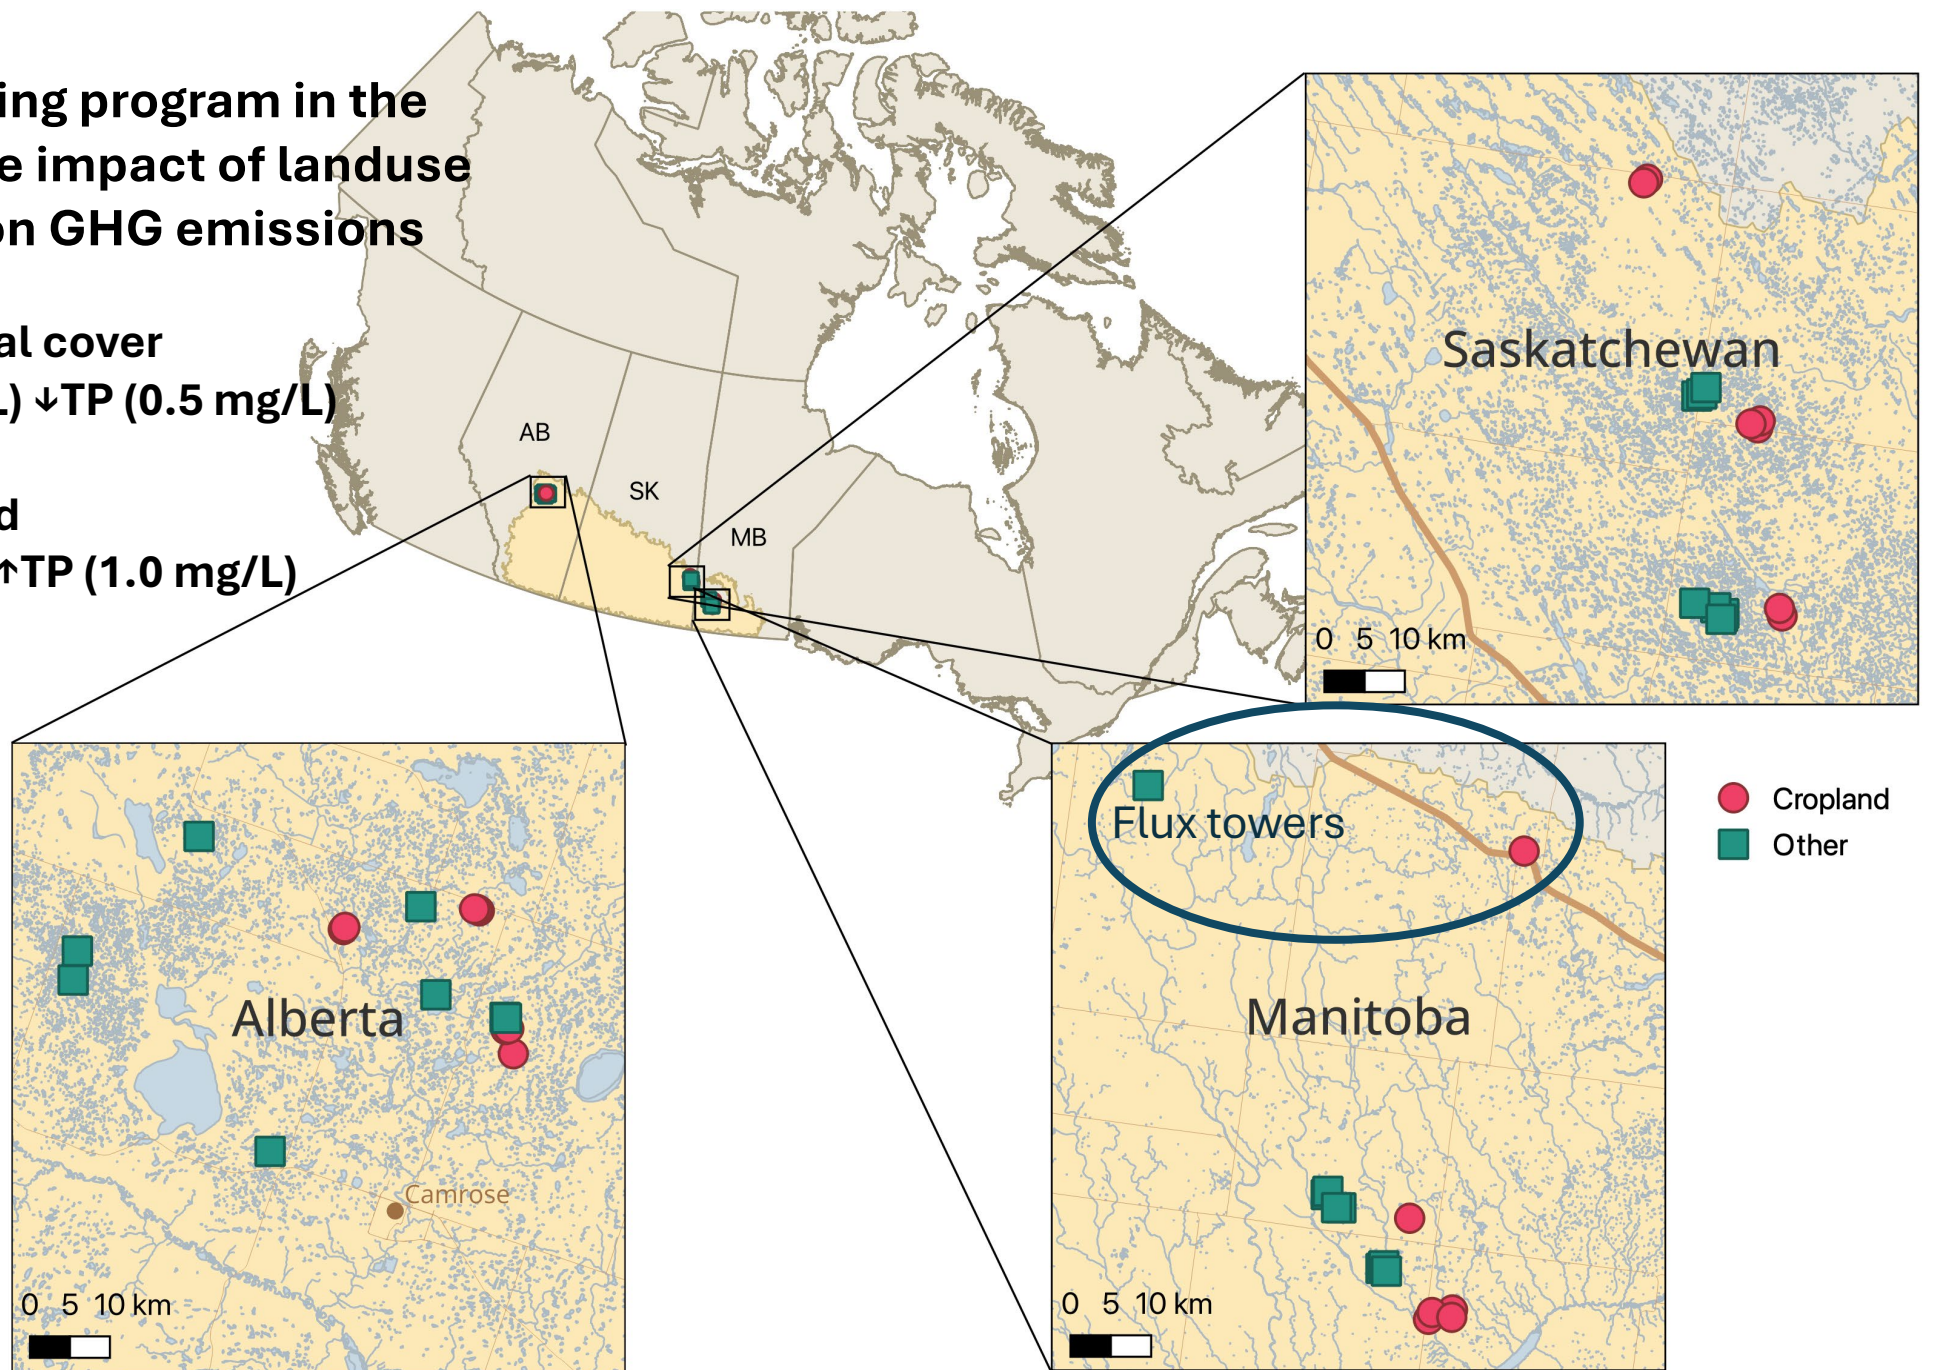 ing program in the
e impact of landuse
on GHG emissions
al cover
L) ↓TP (0.5 mg/L)
d
↑TP (1.0 mg/L)
AB
SK
MB
Saskatchewan
0 5 10 km
Flux towers
Manitoba
0 5 10 km
Cropland
Other
Alberta
Camrose
0 5 10 km